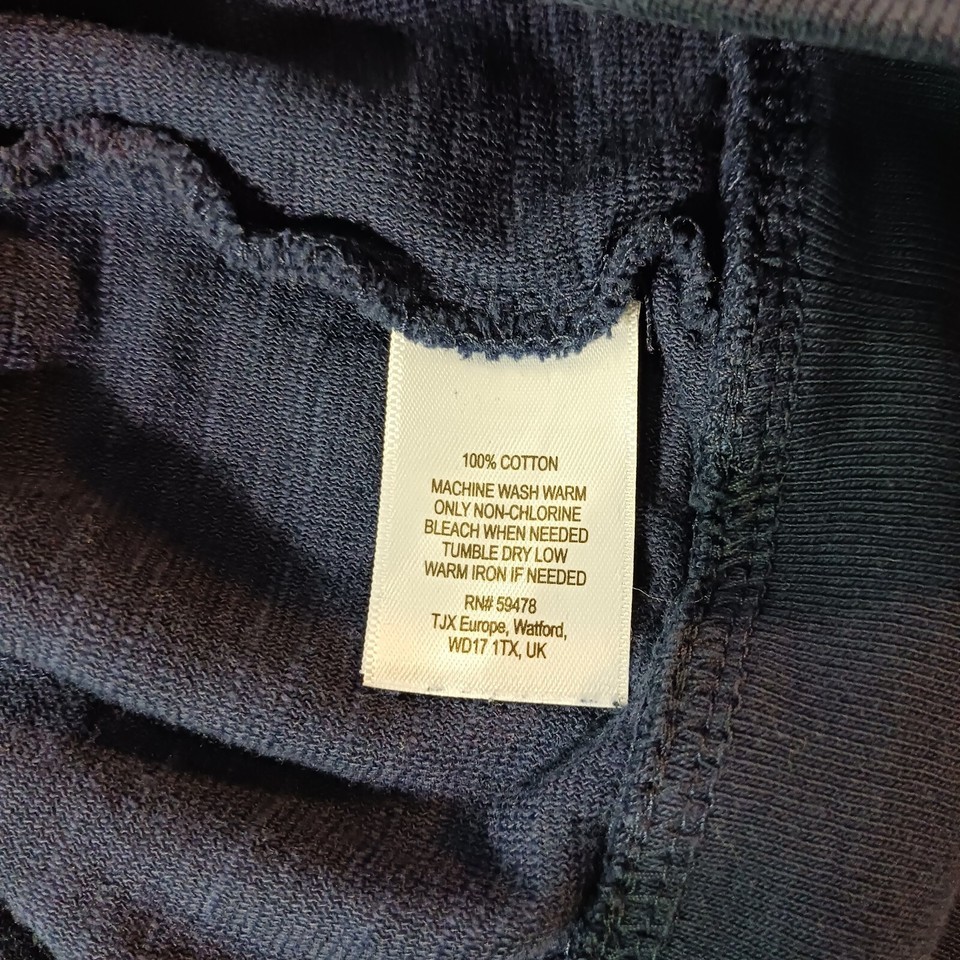 100% COTTON
MACHINE WASH WARM
ONLY NON-CHLORINE
BLEACH WHEN NEEDED
TUMBLE DRY LOW
WARM IRON IF NEEDED
RN# 59478
TJX Europe, Watford,
WD17 1TX, UK